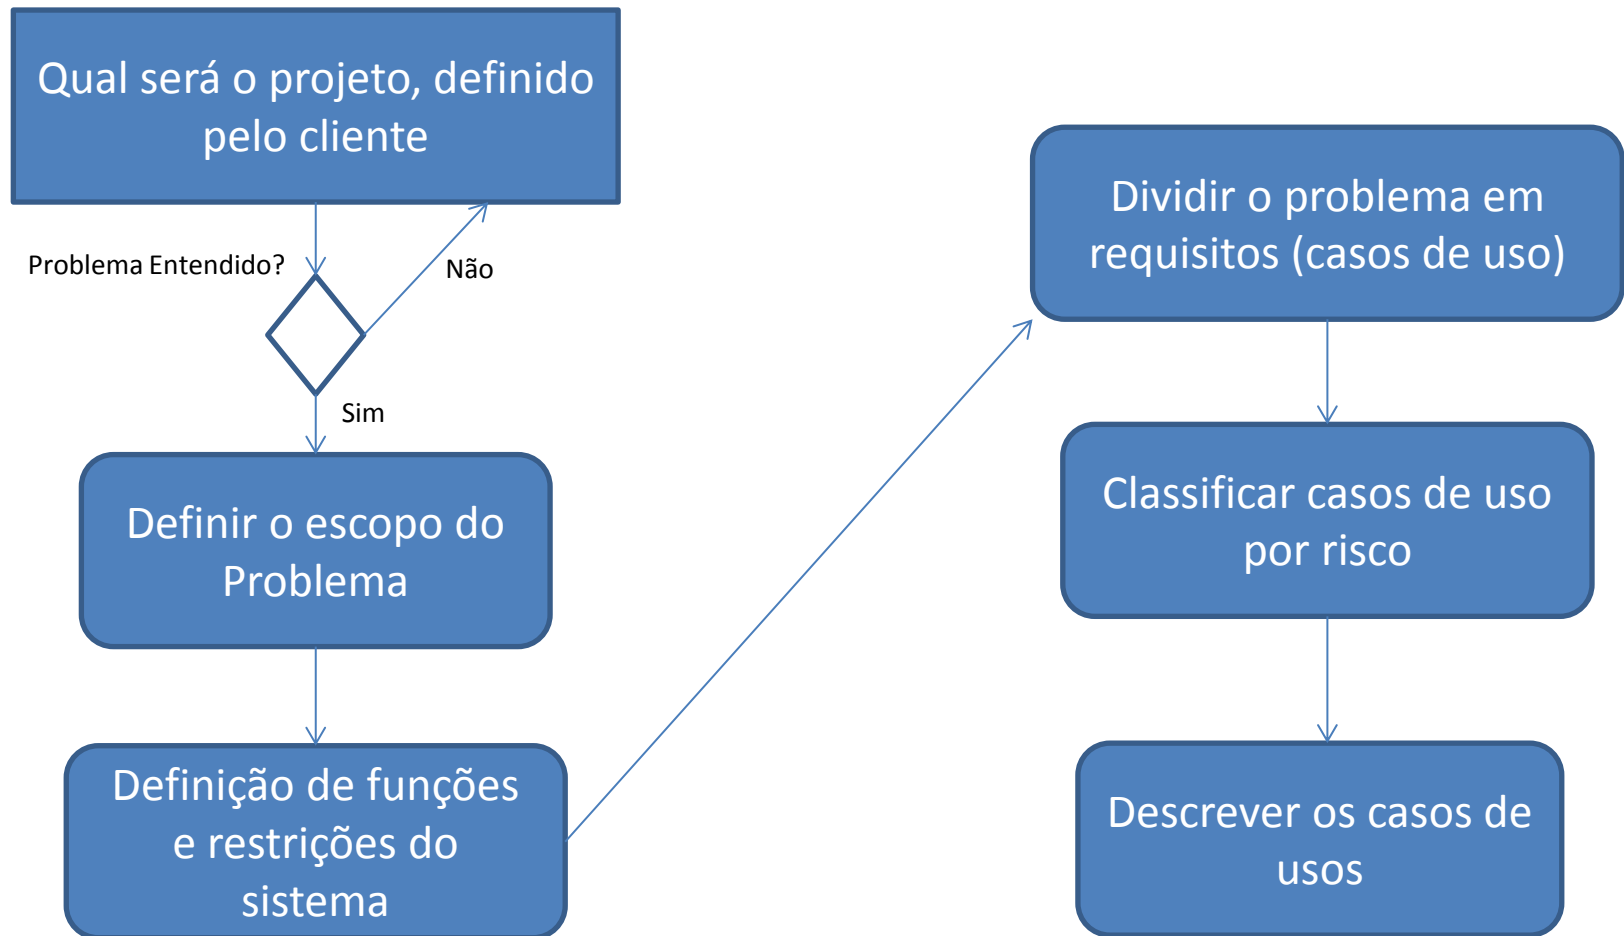 Qual será o projeto, definido
pelo cliente
Problema Entendido?
Não
Sim
Definir o escopo do
Problema
Definição de funções
e restrições do
sistema
Dividir o problema em
requisitos (casos de uso)
Classificar casos de uso
por risco
Descrever os casos de
usos